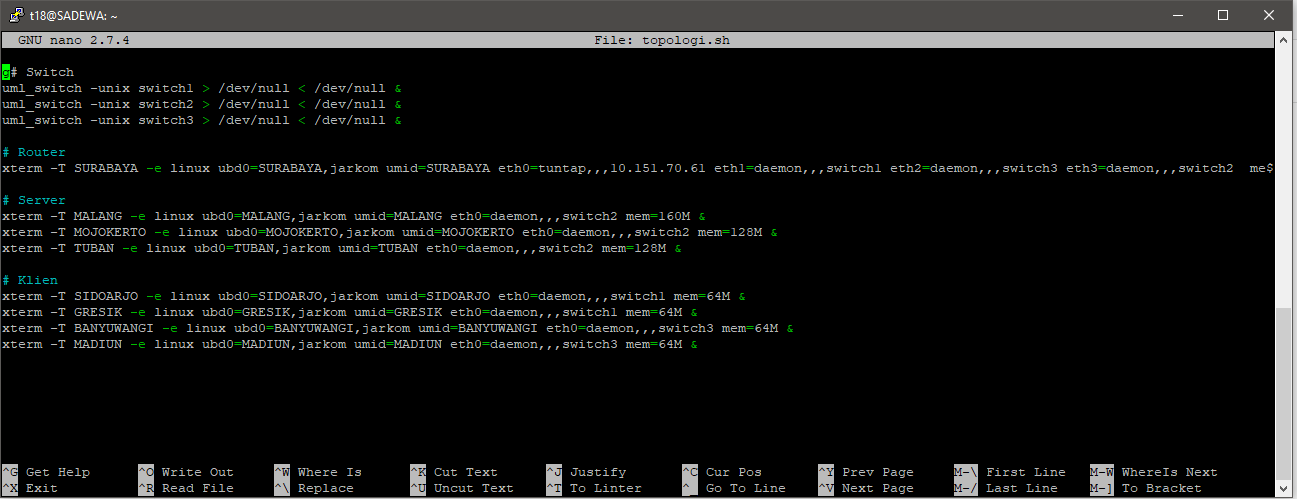 t18@SADEWA: ~
GNU nano 2.7.4 File: topologi.sh
g# Switch
uml_switch -unix switch1 > /dev/null < /dev/null &
uml_switch -unix switch2 > /dev/null < /dev/null &
uml_switch -unix switch3 > /dev/null < /dev/null &
# Router
xterm -T SURABAYA -e linux ubd0=SURABAYA,jarkom umid=SURABAYA eth0=tuntap,,,10.151.70.61 eth1=daemon,,,switch1 eth2=daemon,,,switch3 eth3=daemon,,,switch2  me$
# Server
xterm -T MALANG -e linux ubd0=MALANG,jarkom umid=MALANG eth0=daemon,,,switch2 mem=160M &
xterm -T MOJOKERTO -e linux ubd0=MOJOKERTO,jarkom umid=MOJOKERTO eth0=daemon,,,switch2 mem=128M &
xterm -T TUBAN -e linux ubd0=TUBAN,jarkom umid=TUBAN eth0=daemon,,,switch2 mem=128M &
# Klien
xterm -T SIDOARJO -e linux ubd0=SIDOARJO,jarkom umid=SIDOARJO eth0=daemon,,,switch1 mem=64M &
xterm -T GRESIK -e linux ubd0=GRESIK,jarkom umid=GRESIK eth0=daemon,,,switch1 mem=64M &
xterm -T BANYUWANGI -e linux ubd0=BANYUWANGI,jarkom umid=BANYUWANGI eth0=daemon,,,switch3 mem=64M &
xterm -T MADIUN -e linux ubd0=MADIUN,jarkom umid=MADIUN eth0=daemon,,,switch3 mem=64M &
^G Get Help ^O Write Out ^W Where Is ^K Cut Text ^J Justify ^C Cur Pos ^Y Prev Page M-\ First Line M-W WhereIs Next
^X Exit ^R Read File ^\ Replace ^U Uncut Text ^T To Linter ^_ Go To Line ^V Next Page M-/ Last Line M-] To Bracket